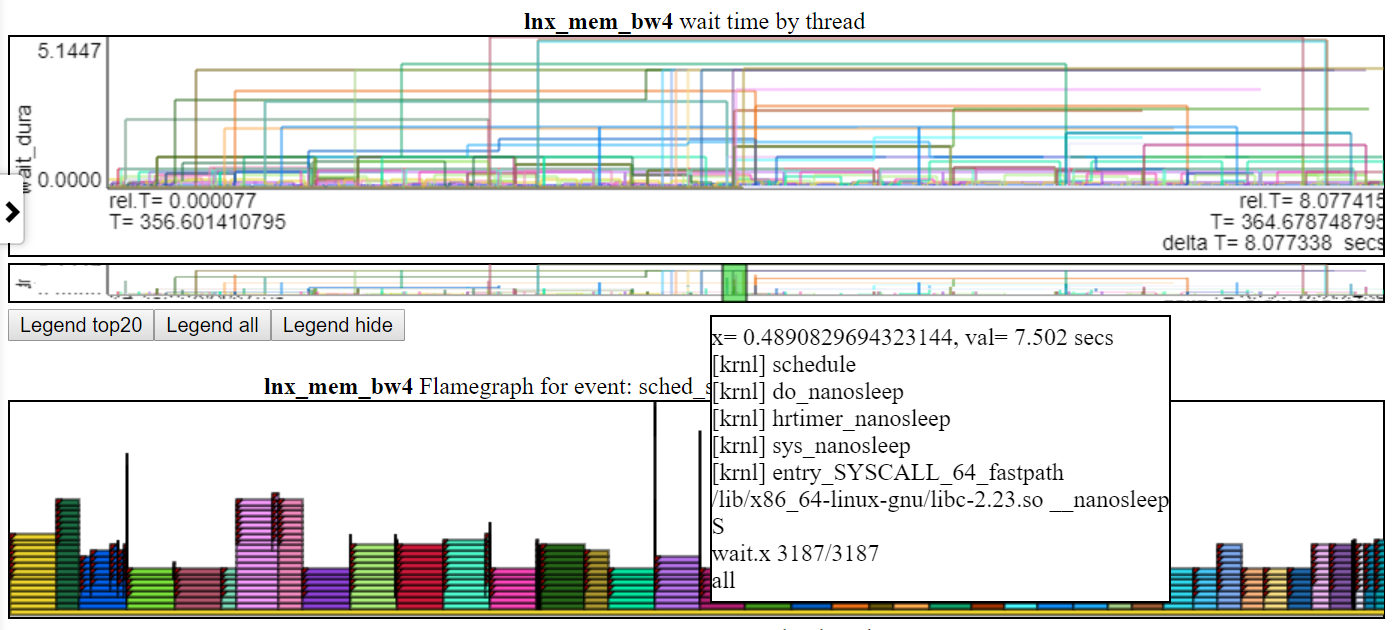 lnx_mem_bw4 wait time by thread
5.1447
wait_dura
0.0000
rel.T= 0.000077
T= 356.601410795
rel.T= 8.077415
T= 364.678748795
delta T= 8.077338 secs
Legend top20 Legend all Legend hide
lnx_mem_bw4 Flamegraph for event: sched_s
x= 0.4890829694323144, val= 7.502 secs
[krnl] schedule
[krnl] do_nanosleep
[krnl] hrtimer_nanosleep
[krnl] sys_nanosleep
[krnl] entry_SYSCALL_64_fastpath
/lib/x86_64-linux-gnu/libc-2.23.so __nanosleep
S
wait.x 3187/3187
all